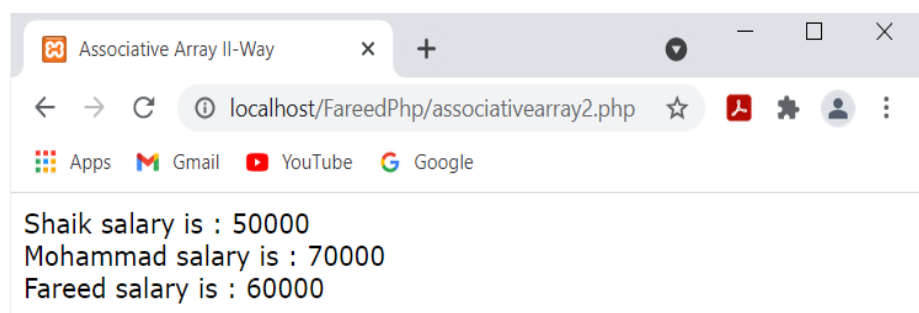 Associative Array II-Way
localhost/FareedPhp/associativearray2.php
Apps Gmail YouTube Google
Shaik salary is : 50000
Mohammad salary is : 70000
Fareed salary is : 60000